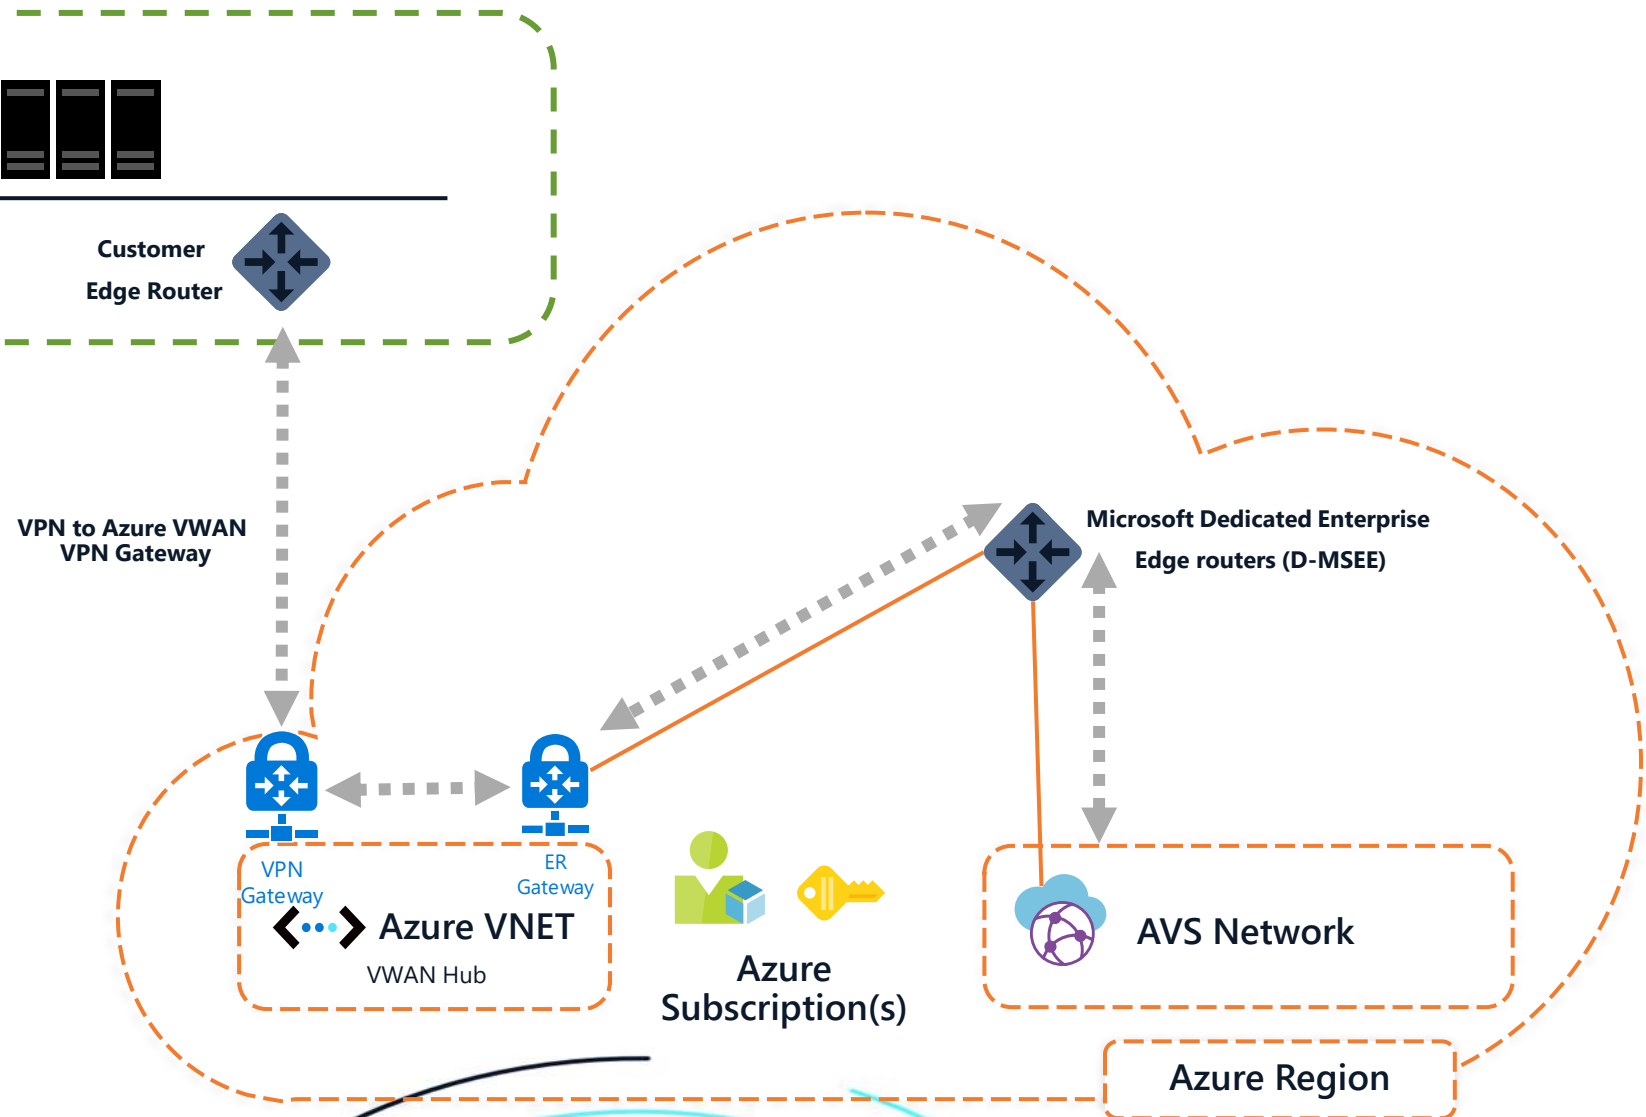 Customer
Edge Router
VPN to Azure VWAN
VPN Gateway
Microsoft Dedicated Enterprise
Edge routers (D-MSEE)
VPN
Gateway
ER
Gateway
Azure VNET
VWAN Hub
Azure
Subscription(s)
AVS Network
Azure Region